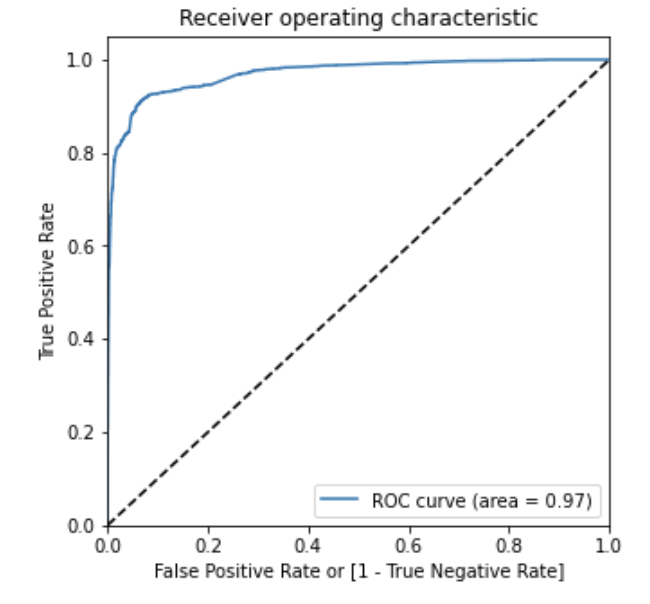 Receiver operating characteristic
1.0
0.8
0.6
0.4
0.2
0.0
True Positive Rate
ROC curve (area = 0.97)
0.0 0.2 0.4 0.6 0.8 1.0
False Positive Rate or [1 - True Negative Rate]